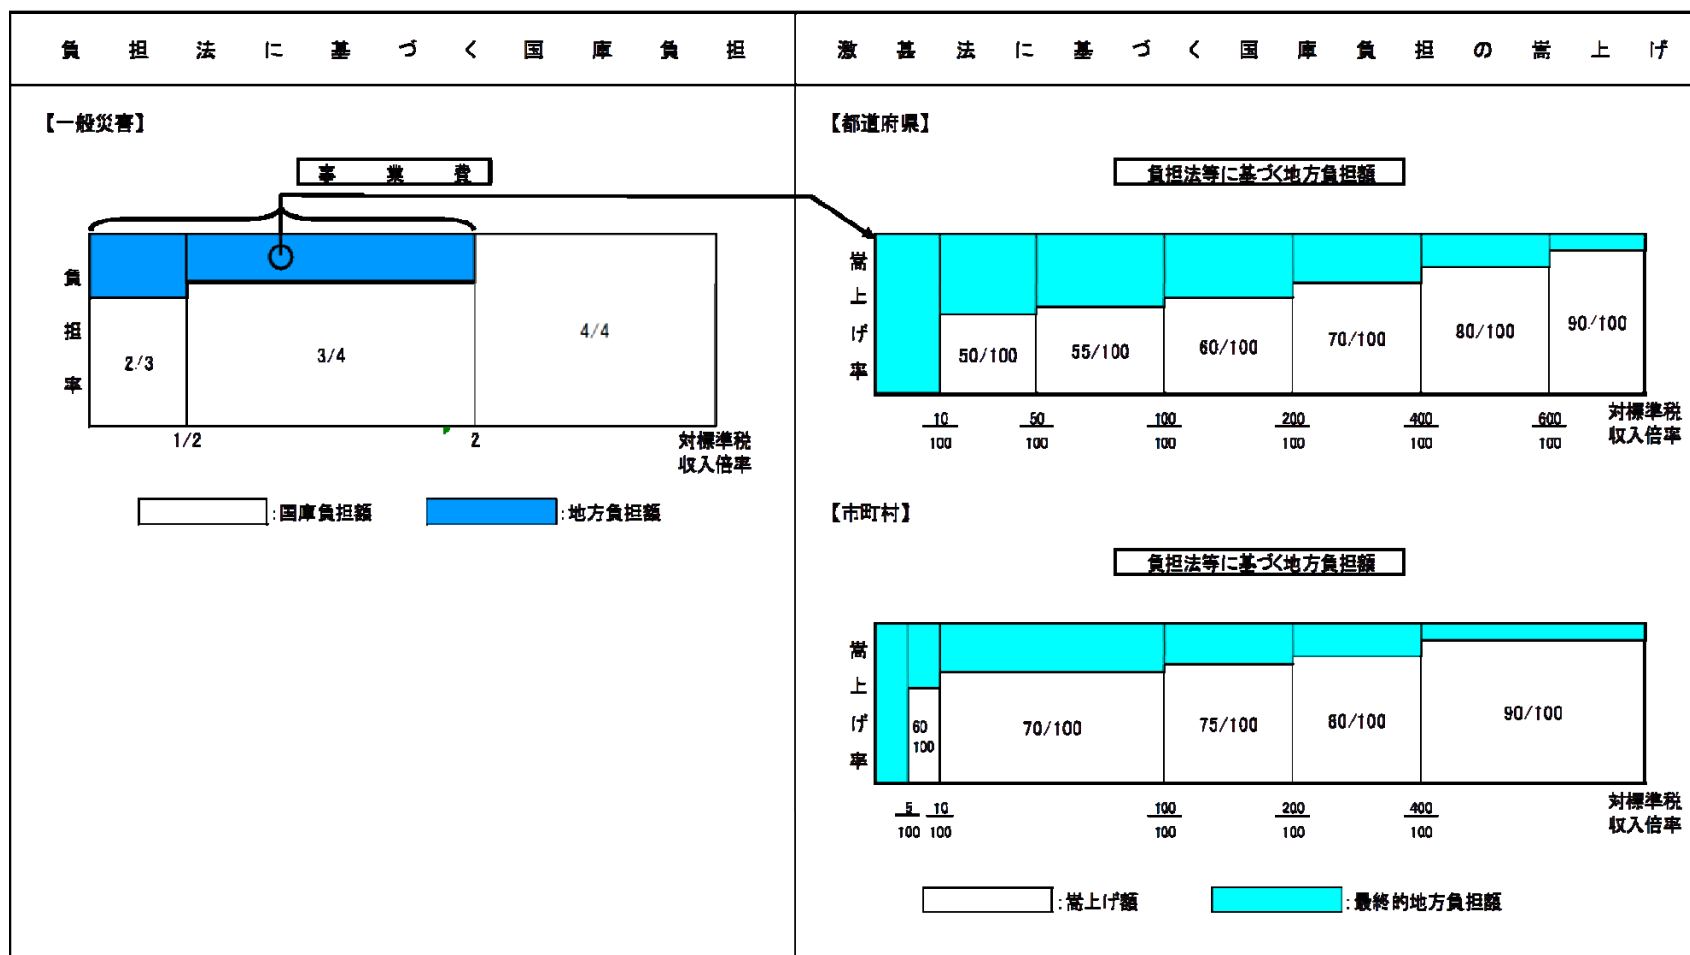 負担法に基づく国庫負担
激甚法に基づく国庫負担の嵩上げ
【一般災害】
事業費
負担率
2/3
3/4
4/4
1/2
2
対標準税
収入倍率
:国庫負担額
:地方負担額
【都道府県】
負担法等に基づく地方負担額
嵩上げ率
50/100
55/100
60/100
70/100
80/100
90/100
10
100
50
100
100
100
200
100
400
100
600
100
対標準税
収入倍率
【市町村】
負担法等に基づく地方負担額
嵩上げ率
60
100
70/100
75/100
80/100
90/100
5
100
10
100
100
100
200
100
400
100
対標準税
収入倍率
:嵩上げ額
:最終的地方負担額